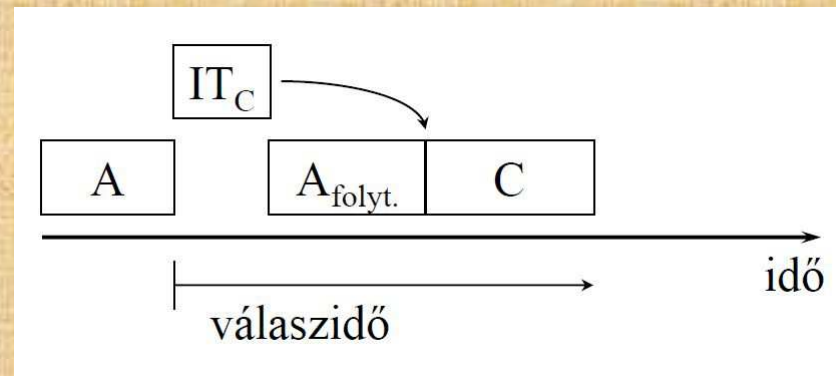 IT_C
A
A_folyt.
C
idő
válaszidő